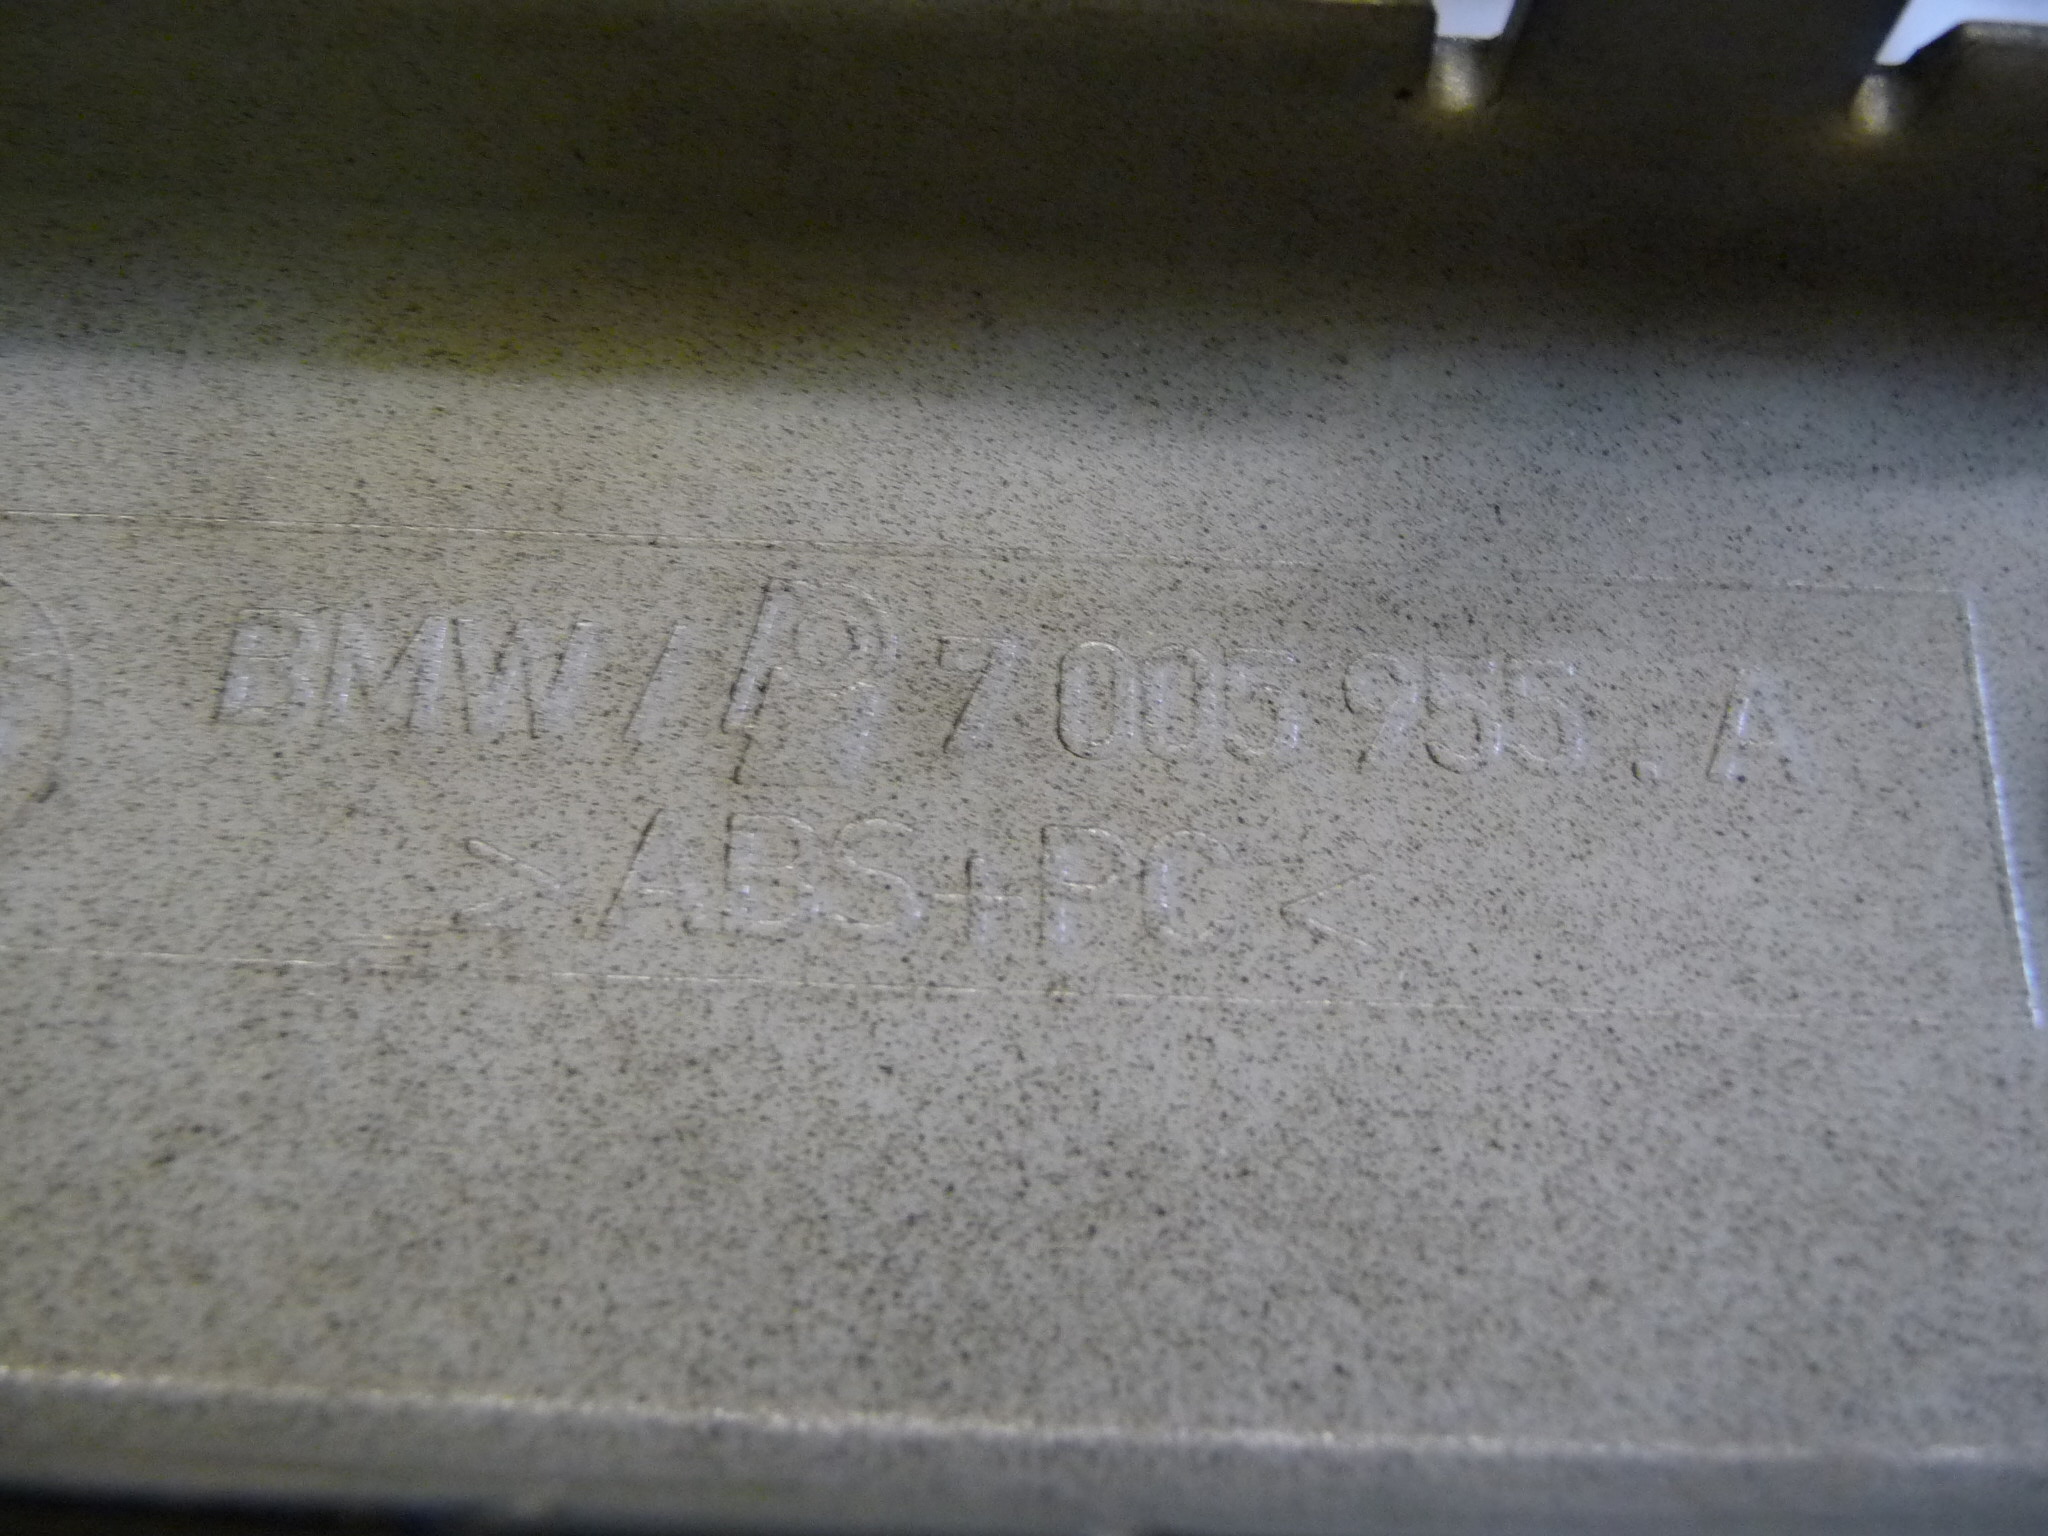 BMW / P 7 005 955 . A
>ABS+PC<